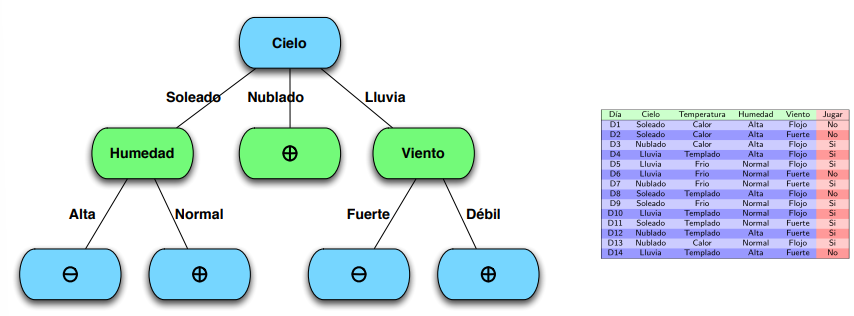 Cielo
Soleado Nublado Lluvia
Humedad ⊕ Viento
Alta Normal Fuerte Débil
⊖ ⊕ ⊖ ⊕
Día Cielo Temperatura Humedad Viento Jugar
D1 Soleado Calor Alta Flojo No
D2 Soleado Calor Alta Fuerte No
D3 Nublado Calor Alta Flojo Si
D4 Lluvia Templado Alta Flojo Si
D5 Lluvia Frio Normal Flojo Si
D6 Lluvia Frio Normal Fuerte No
D7 Nublado Frio Normal Fuerte Si
D8 Soleado Templado Alta Flojo No
D9 Soleado Frio Normal Flojo Si
D10 Lluvia Templado Normal Flojo Si
D11 Soleado Templado Normal Fuerte Si
D12 Nublado Templado Alta Fuerte Si
D13 Nublado Calor Normal Flojo Si
D14 Lluvia Templado Alta Fuerte No